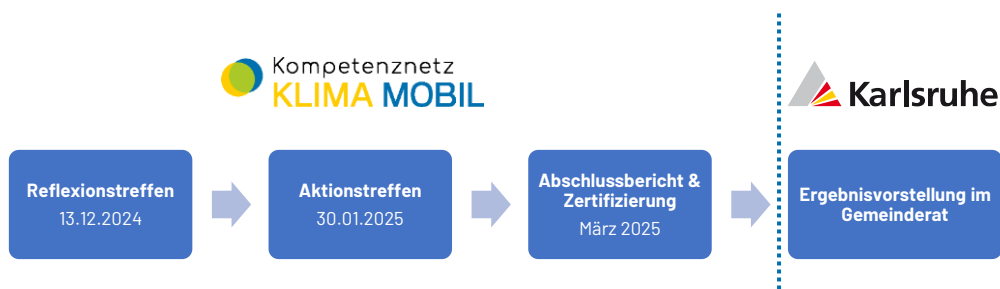 Kompetenznetz
KLIMA MOBIL
Karlsruhe
Reflexionstreffen
13.12.2024
Aktionstreffen
30.01.2025
Abschlussbericht &
Zertifizierung
März 2025
Ergebnisvorstellung im
Gemeinderat